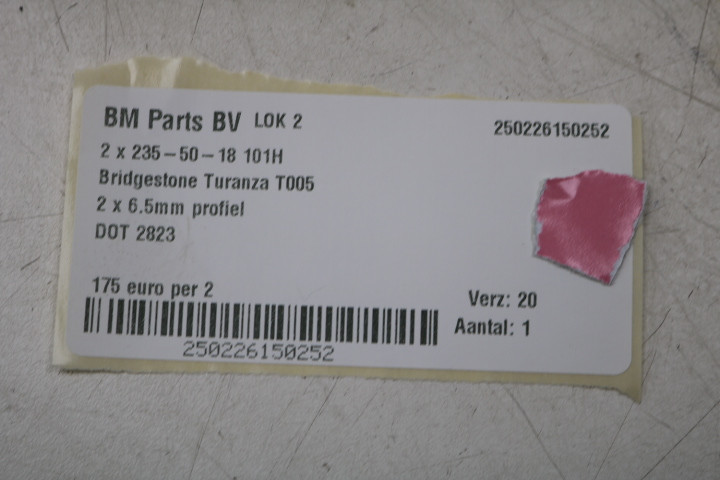 BM Parts BV LOK 2
250226150252
2 x 235-50-18 101H
Bridgestone Turanza T005
2 x 6.5mm profiel
DOT 2823
175 euro per 2
Verz: 20
Aantal: 1
250226150252